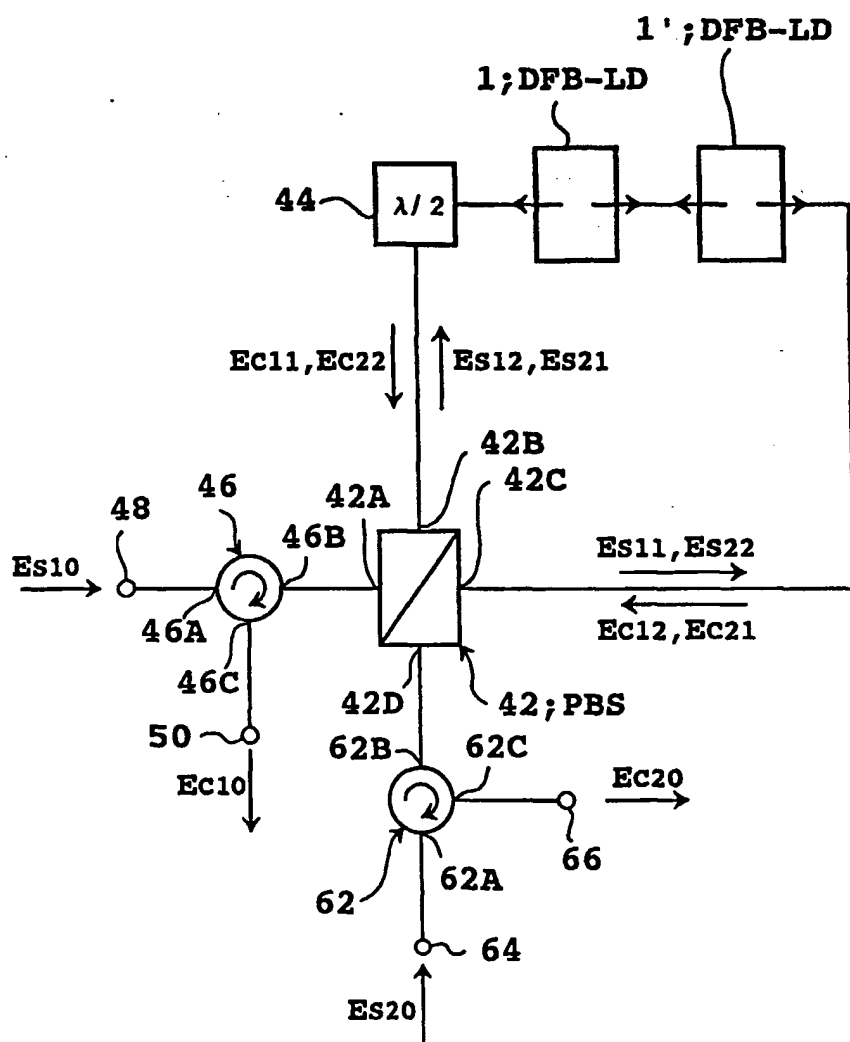 1';DFB-LD
1;DFB-LD
44
λ/2
Ec11,Ec22
Es12,Es21
42B
42C
46
42A
48
46B
Es10
Es11,Es22
46A
Ec12,Ec21
46C
42D
42;PBS
50
62B
62C
Ec10
Ec20
66
62A
62
64
Es20